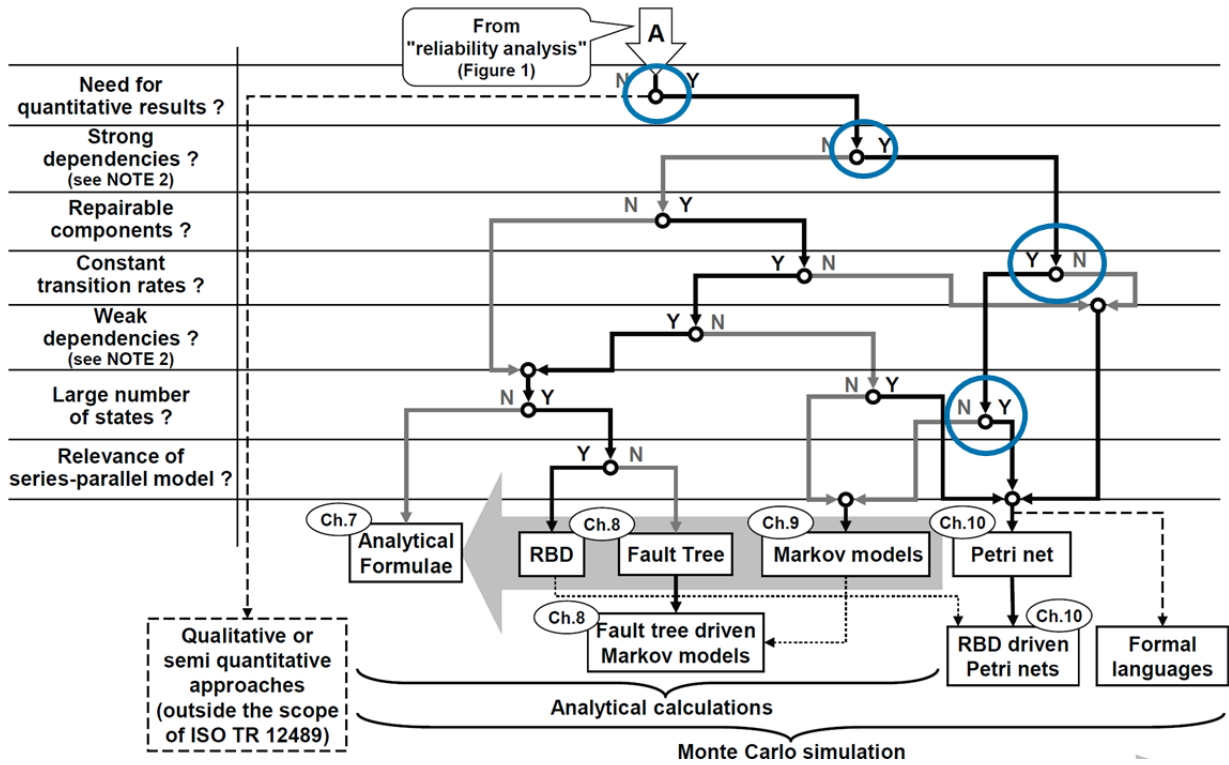 From
"reliability analysis"
(Figure 1)
A
Need for
quantitative results ?
N Y
Strong
dependencies ?
(see NOTE 2)
N Y
Repairable
components ?
N Y
Constant
transition rates ?
Y N
Y N
Weak
dependencies ?
(see NOTE 2)
Y N
Large number
of states ?
N Y
N Y
N Y
Relevance of
series-parallel model ?
Y N
Ch.7
Analytical
Formulae
RBD
Ch.8
Fault Tree
Ch.9
Markov models
Ch.10
Petri net
Ch.8
Fault tree driven
Markov models
Ch.10
RBD driven
Petri nets
Formal
languages
Qualitative or
semi quantitative
approaches
(outside the scope
of ISO TR 12489)
Analytical calculations
Monte Carlo simulation